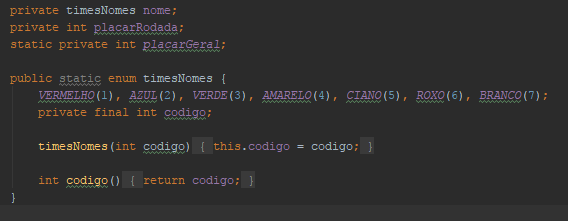 private timesNomes nome;
private int placarRodada;
static private int placarGeral;
public static enum timesNomes {
VERMELHO(1), AZUL(2), VERDE(3), AMARELO(4), CIANO(5), ROXO(6), BRANCO(7);
private final int codigo;
timesNomes(int codigo) { this.codigo = codigo; }
int codigo() { return codigo; }
}